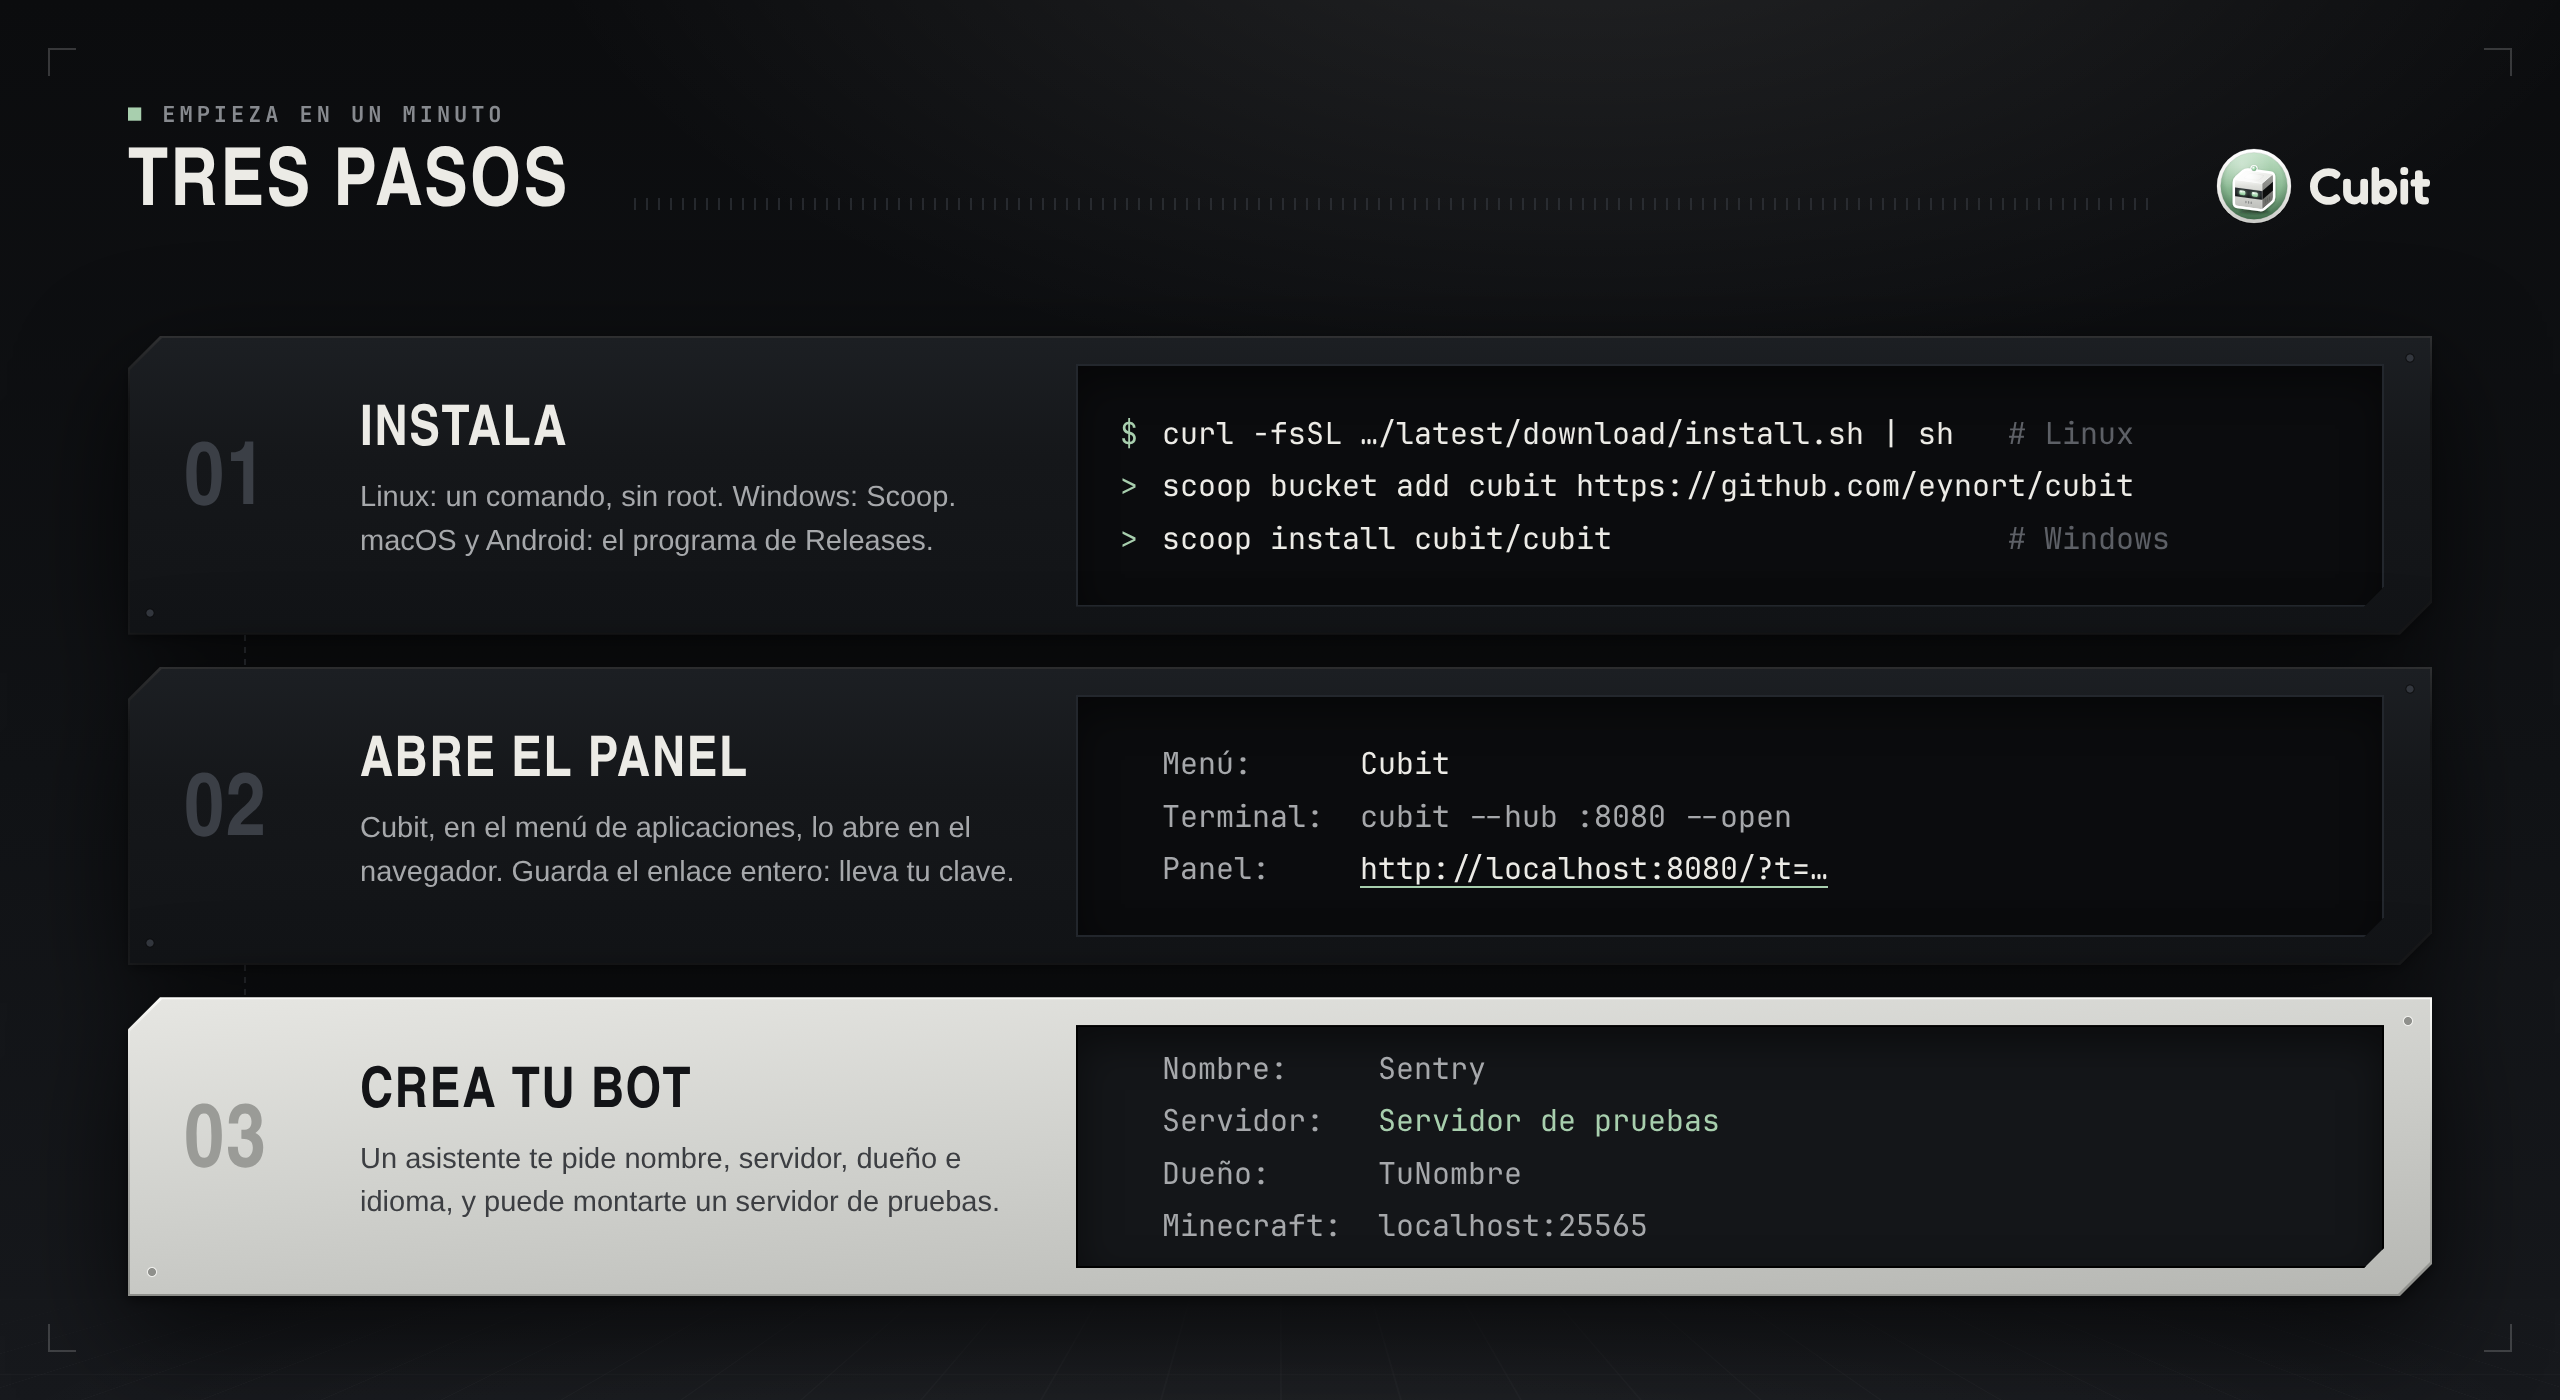 EMPIEZA EN UN MINUTO
TRES PASOS
Cubit
01
INSTALA
Linux: un comando, sin root. Windows: Scoop.
macOS y Android: el programa de Releases.
$ curl -fsSL …/latest/download/install.sh | sh # Linux
> scoop bucket add cubit https://github.com/eynort/cubit
> scoop install cubit/cubit # Windows
02
ABRE EL PANEL
Cubit, en el menú de aplicaciones, lo abre en el
navegador. Guarda el enlace entero: lleva tu clave.
Menú: Cubit
Terminal: cubit --hub :8080 --open
Panel: http://localhost:8080/?t=…
03
CREA TU BOT
Un asistente te pide nombre, servidor, dueño e
idioma, y puede montarte un servidor de pruebas.
Nombre: Sentry
Servidor: Servidor de pruebas
Dueño: TuNombre
Minecraft: localhost:25565